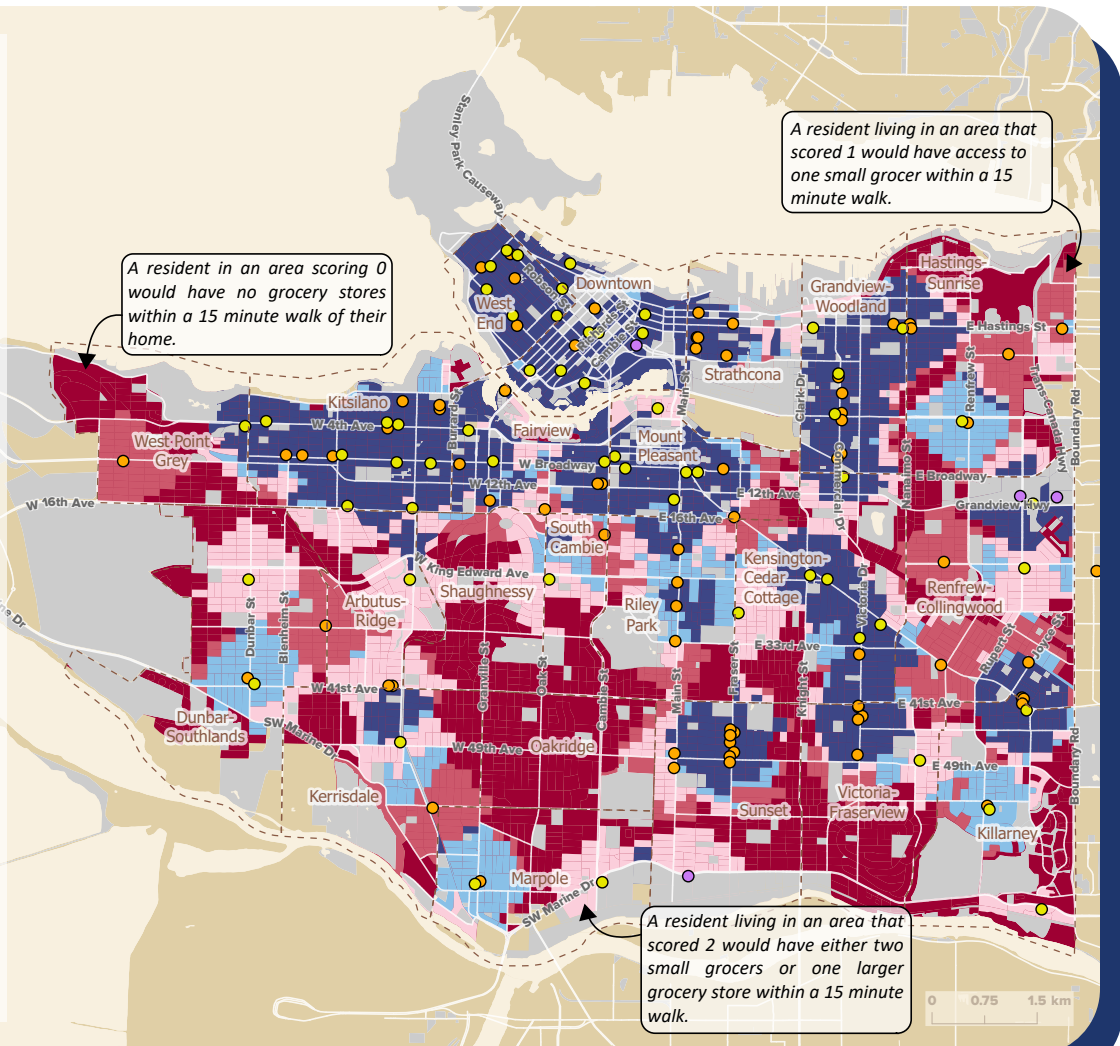 A resident living in an area that
scored 1 would have access to
one small grocer within a 15
minute walk.
A resident in an area scoring 0
would have no grocery stores
within a 15 minute walk of their
home.
Stanley Park Causeway
Hastings-
Sunrise
Downtown
Grandview-
Woodland
West
End
Robson St
Richards St
Cambie St
E Hastings St
Strathcona
Main St
Clark Dr
Renfrew St
Trans-Canada Hwy
Boundary Rd
Kitsilano
W 4th Ave
Burrard St
Fairview
Mount
Pleasant
West Point
Grey
W Broadway
W 12th Ave
E 12th Ave
Commercial Dr
Nanaimo St
E Broadway
Grandview Hwy
W 16th Ave
E 16th Ave
South
Cambie
W King Edward Ave
Shaughnessy
Kensington-
Cedar
Cottage
Victoria Dr
Renfrew-
Collingwood
Arbutus-
Ridge
Riley
Park
Dunbar St
Blenheim St
E 33rd Ave
Rupert St
Joyce St
Granville St
Oak St
Cambie St
Main St
Fraser St
Knight St
W 41st Ave
E 41st Ave
Dunbar-
Southlands
SW Marine Dr
W 49th Ave
Oakridge
E 49th Ave
Boundary Rd
Kerrisdale
Sunset
Victoria-
Fraserview
Killarney
Marpole
SW Marine Dr
A resident living in an area that
scored 2 would have either two
small grocers or one larger
grocery store within a 15 minute
walk.
0 0.75 1.5 km